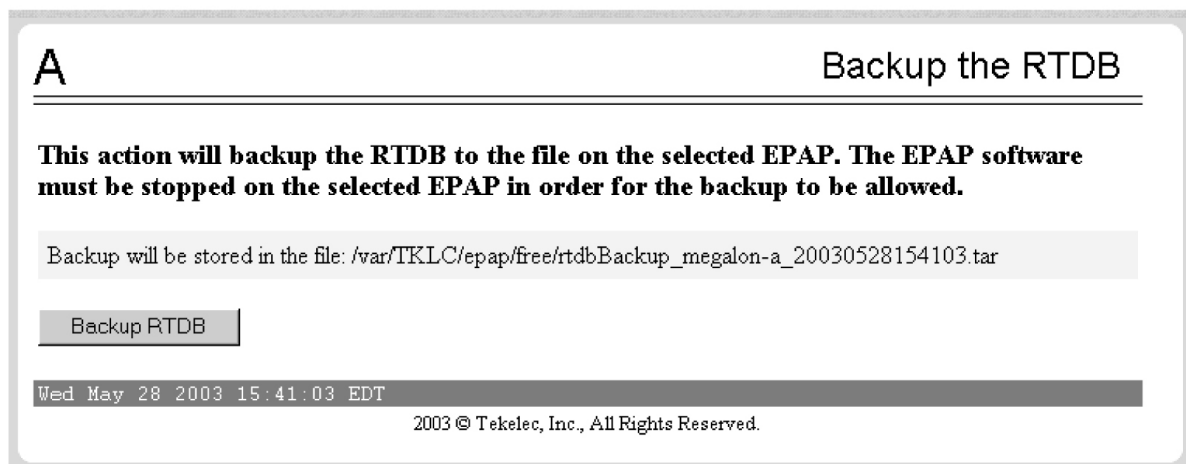 A
Backup the RTDB
This action will backup the RTDB to the file on the selected EPAP. The EPAP software
must be stopped on the selected EPAP in order for the backup to be allowed.
Backup will be stored in the file: /var/TKLC/epap/free/rtdbBackup_megalon-a_20030528154103.tar
Backup RTDB
Wed May 28 2003 15:41:03 EDT
2003 © Tekelec, Inc., All Rights Reserved.